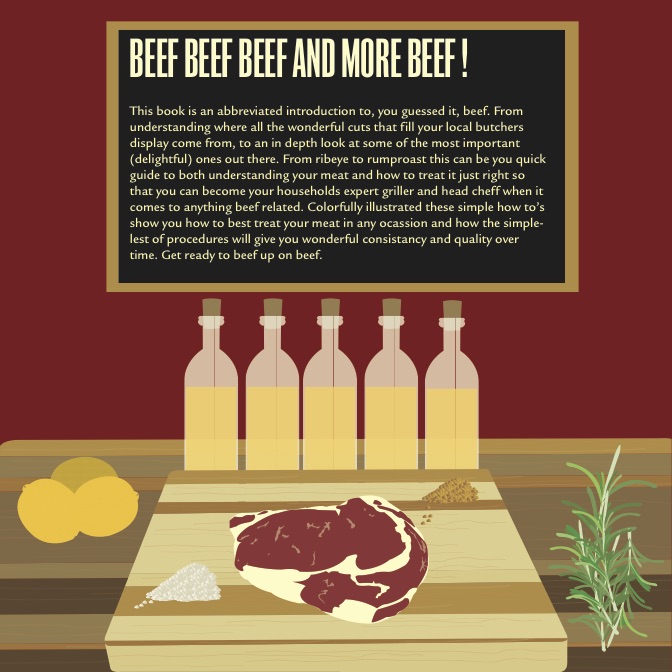 BEEF BEEF BEEF AND MORE BEEF !
This book is an abbreviated introduction to, you guessed it, beef. From
understanding where all the wonderful cuts that fill your local butchers
display come from, to an in depth look at some of the most important
(delightful) ones out there. From ribeye to rumproast this can be you quick
guide to both understanding your meat and how to treat it just right so
that you can become your households expert griller and head cheff when it
comes to anything beef related. Colorfully illustrated these simple how to's
show you how to best treat your meat in any ocassion and how the simple-
lest of procedures will give you wonderful consistancy and quality over
time. Get ready to beef up on beef.